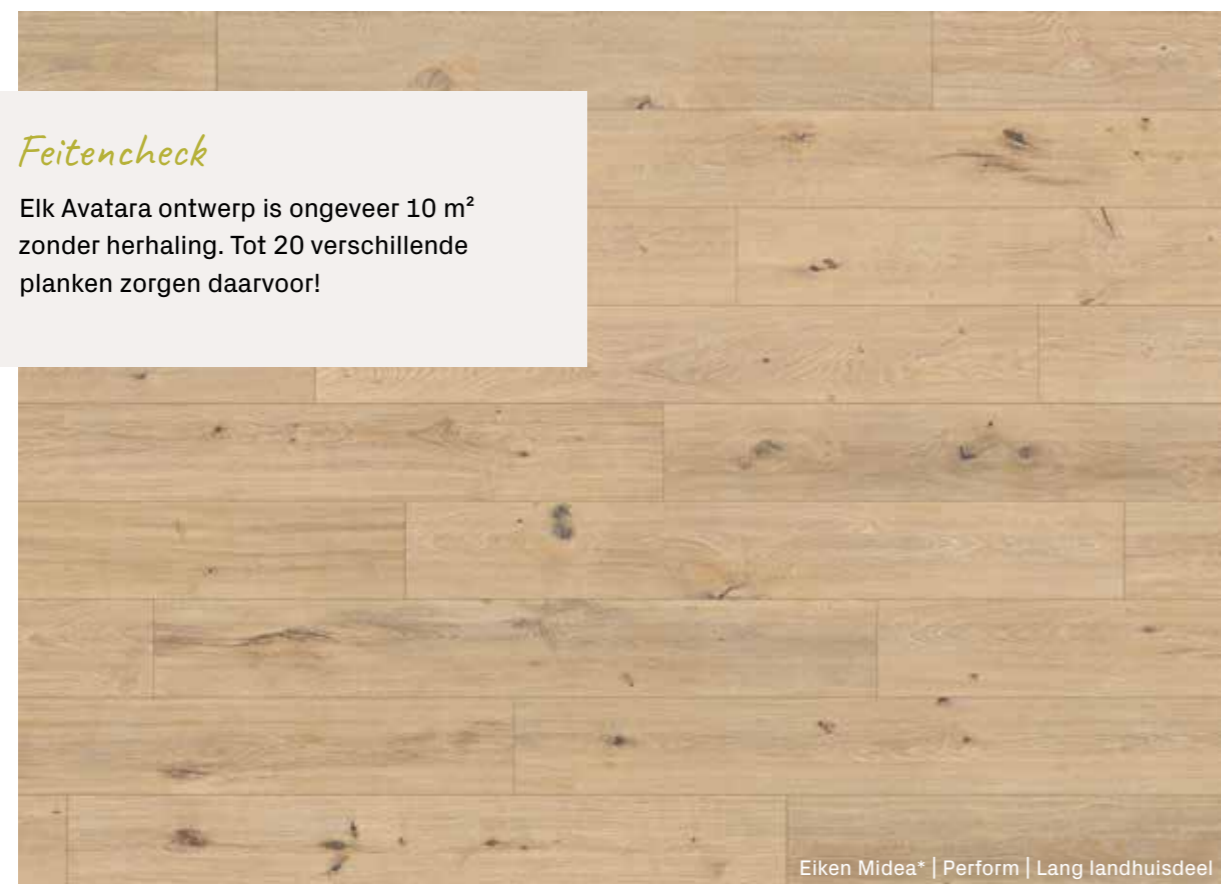 Feitencheck
Elk Avatara ontwerp is ongeveer 10 m²
zonder herhaling. Tot 20 verschillende
planken zorgen daarvoor!
Eiken Midea* | Perform | Lang landhuisdeel